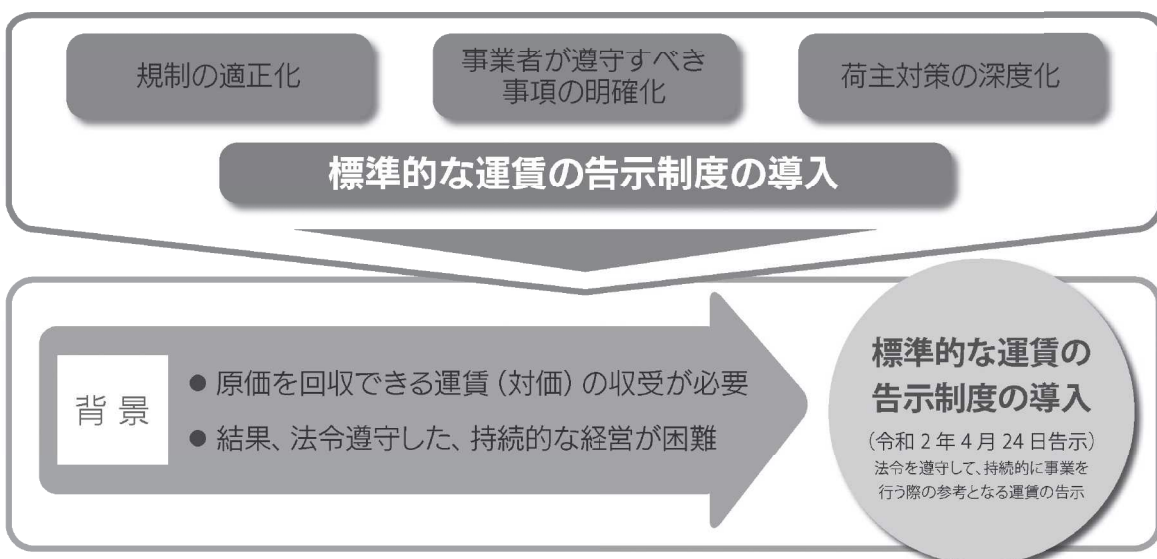 規制の適正化
事業者が遵守すべき
事項の明確化
荷主対策の深度化
標準的な運賃の告示制度の導入
背景
● 原価を回収できる運賃（対価）の収受が必要
● 結果、法令遵守した、持続的な経営が困難
標準的な運賃の
告示制度の導入
（令和2年4月24日告示）
法令を遵守して、持続的に事業を
行う際の参考となる運賃の告示